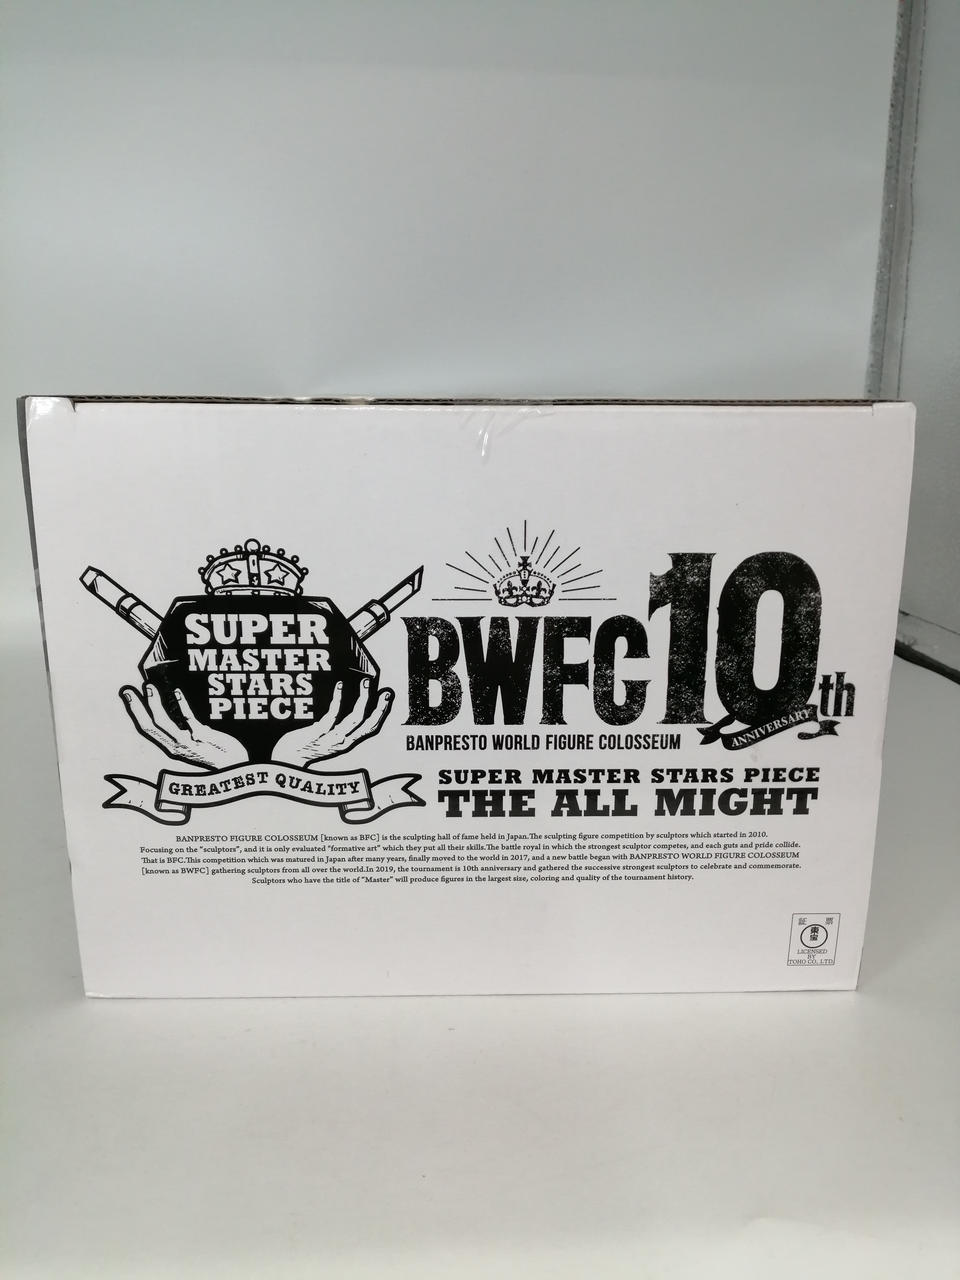 SUPER
MASTER
STARS
PIECE
GREATEST QUALITY
BWFC 10th
ANNIVERSARY
BANPRESTO WORLD FIGURE COLOSSEUM
SUPER MASTER STARS PIECE
THE ALL MIGHT
BANPRESTO FIGURE COLOSSEUM [known as BFC] is the sculpting hall of fame held in Japan.The sculpting figure competition by sculptors which started in 2010.
Focusing on the "sculptors", and it is only evaluated "formative art" which they put all their skills.The battle royal in which the strongest sculptor competes, and each guts and pride collide.
That is BFC.This competition which was matured in Japan after many years, finally moved to the world in 2017, and a new battle began with BANPRESTO WORLD FIGURE COLOSSEUM
[known as BWFC] gathering sculptors from all over the world.In 2019, the tournament is 10th anniversary and gathered the successive strongest sculptors to celebrate and commemorate.
Sculptors who have the title of "Master" will produce figures in the largest size, coloring and quality of the tournament history.
証 票
東宝
LICENSED
BY
TOHO CO., LTD.